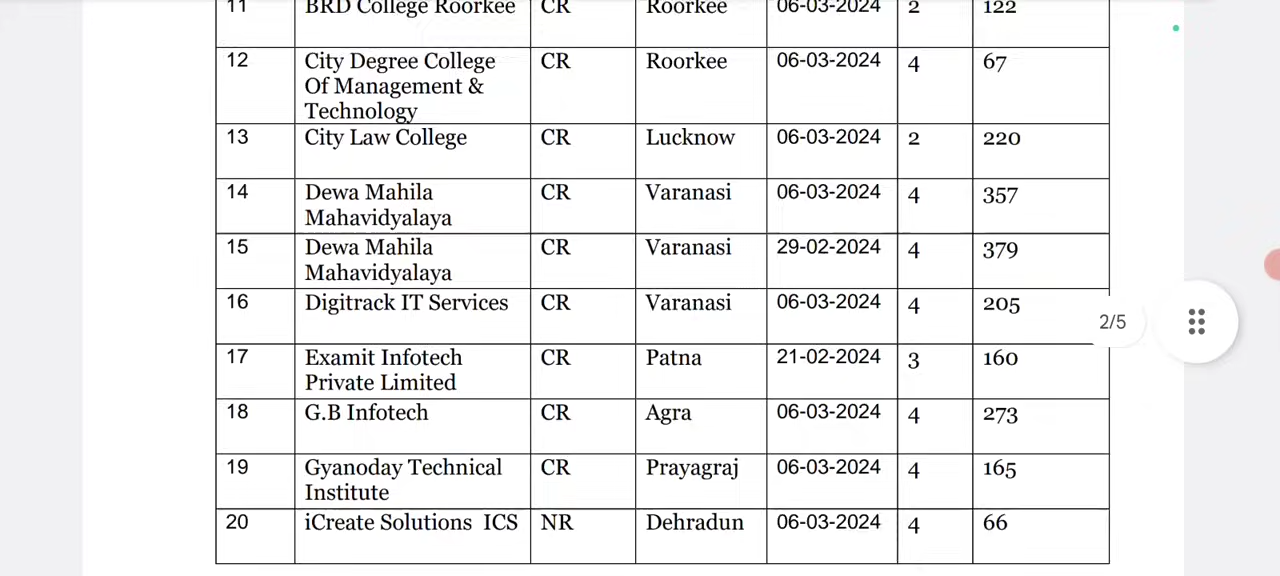 11 BRD College Roorkee CR Roorkee 06-03-2024 2 122
12 City Degree College CR Roorkee 06-03-2024 4 67
Of Management &
Technology
13 City Law College CR Lucknow 06-03-2024 2 220
14 Dewa Mahila CR Varanasi 06-03-2024 4 357
Mahavidyalaya
15 Dewa Mahila CR Varanasi 29-02-2024 4 379
Mahavidyalaya
16 Digitrack IT Services CR Varanasi 06-03-2024 4 205
2/5
17 Examit Infotech CR Patna 21-02-2024 3 160
Private Limited
18 G.B Infotech CR Agra 06-03-2024 4 273
19 Gyanoday Technical CR Prayagraj 06-03-2024 4 165
Institute
20 iCreate Solutions ICS NR Dehradun 06-03-2024 4 66